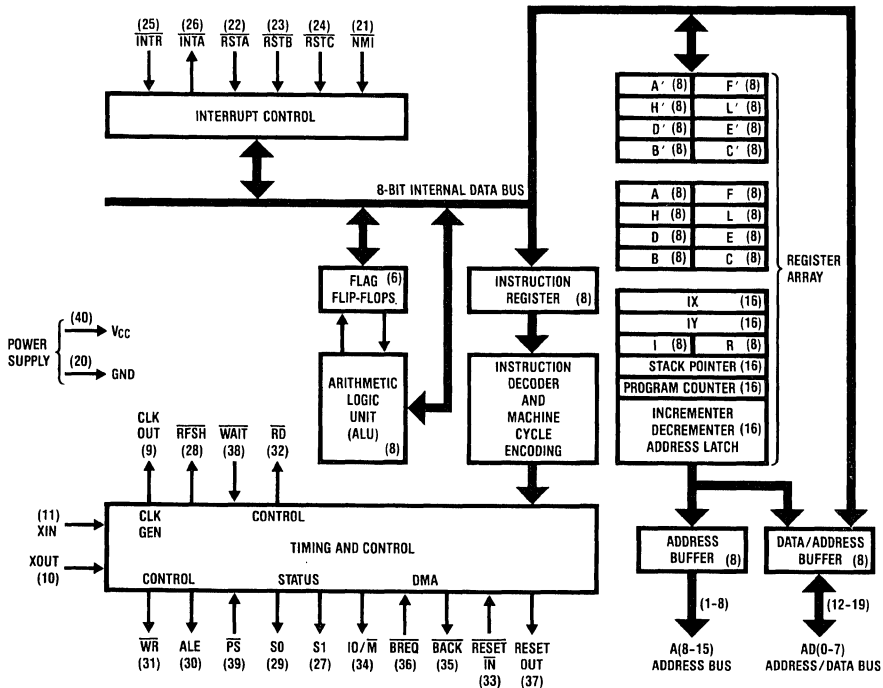 (25) (26) (22) (23) (24) (21)
INTR INTA RSTA RSTB RSTC NMI
INTERRUPT CONTROL
8-BIT INTERNAL DATA BUS
A' (8) F' (8)
H' (8) L' (8)
D' (8) E' (8)
B' (8) C' (8)
A (8) F (8)
H (8) L (8)
D (8) E (8)
B (8) C (8)
IX (16)
IY (16)
I (8) R (8)
STACK POINTER (16)
PROGRAM COUNTER (16)
INCREMENTER
DECREMENTER (16)
ADDRESS LATCH
REGISTER
ARRAY
FLAG (6)
FLIP-FLOPS
INSTRUCTION
REGISTER (8)
ARITHMETIC
LOGIC
UNIT
(ALU) (8)
INSTRUCTION
DECODER
AND
MACHINE
CYCLE
ENCODING
POWER
SUPPLY
(40)
VCC
(20)
GND
CLK
OUT RFSH WAIT RD
(9) (28) (38) (32)
(11)
XIN
XOUT
(10)
CLK
GEN
CONTROL
TIMING AND CONTROL
CONTROL STATUS DMA
WR ALE PS S0 S1 IO/M BREQ BACK RESET RESET
IN OUT
(31) (30) (39) (29) (27) (34) (36) (35) (33) (37)
ADDRESS
BUFFER (8)
DATA/ADDRESS
BUFFER (8)
(1-8)
(12-19)
A(8-15)
ADDRESS BUS
AD(0-7)
ADDRESS/DATA BUS